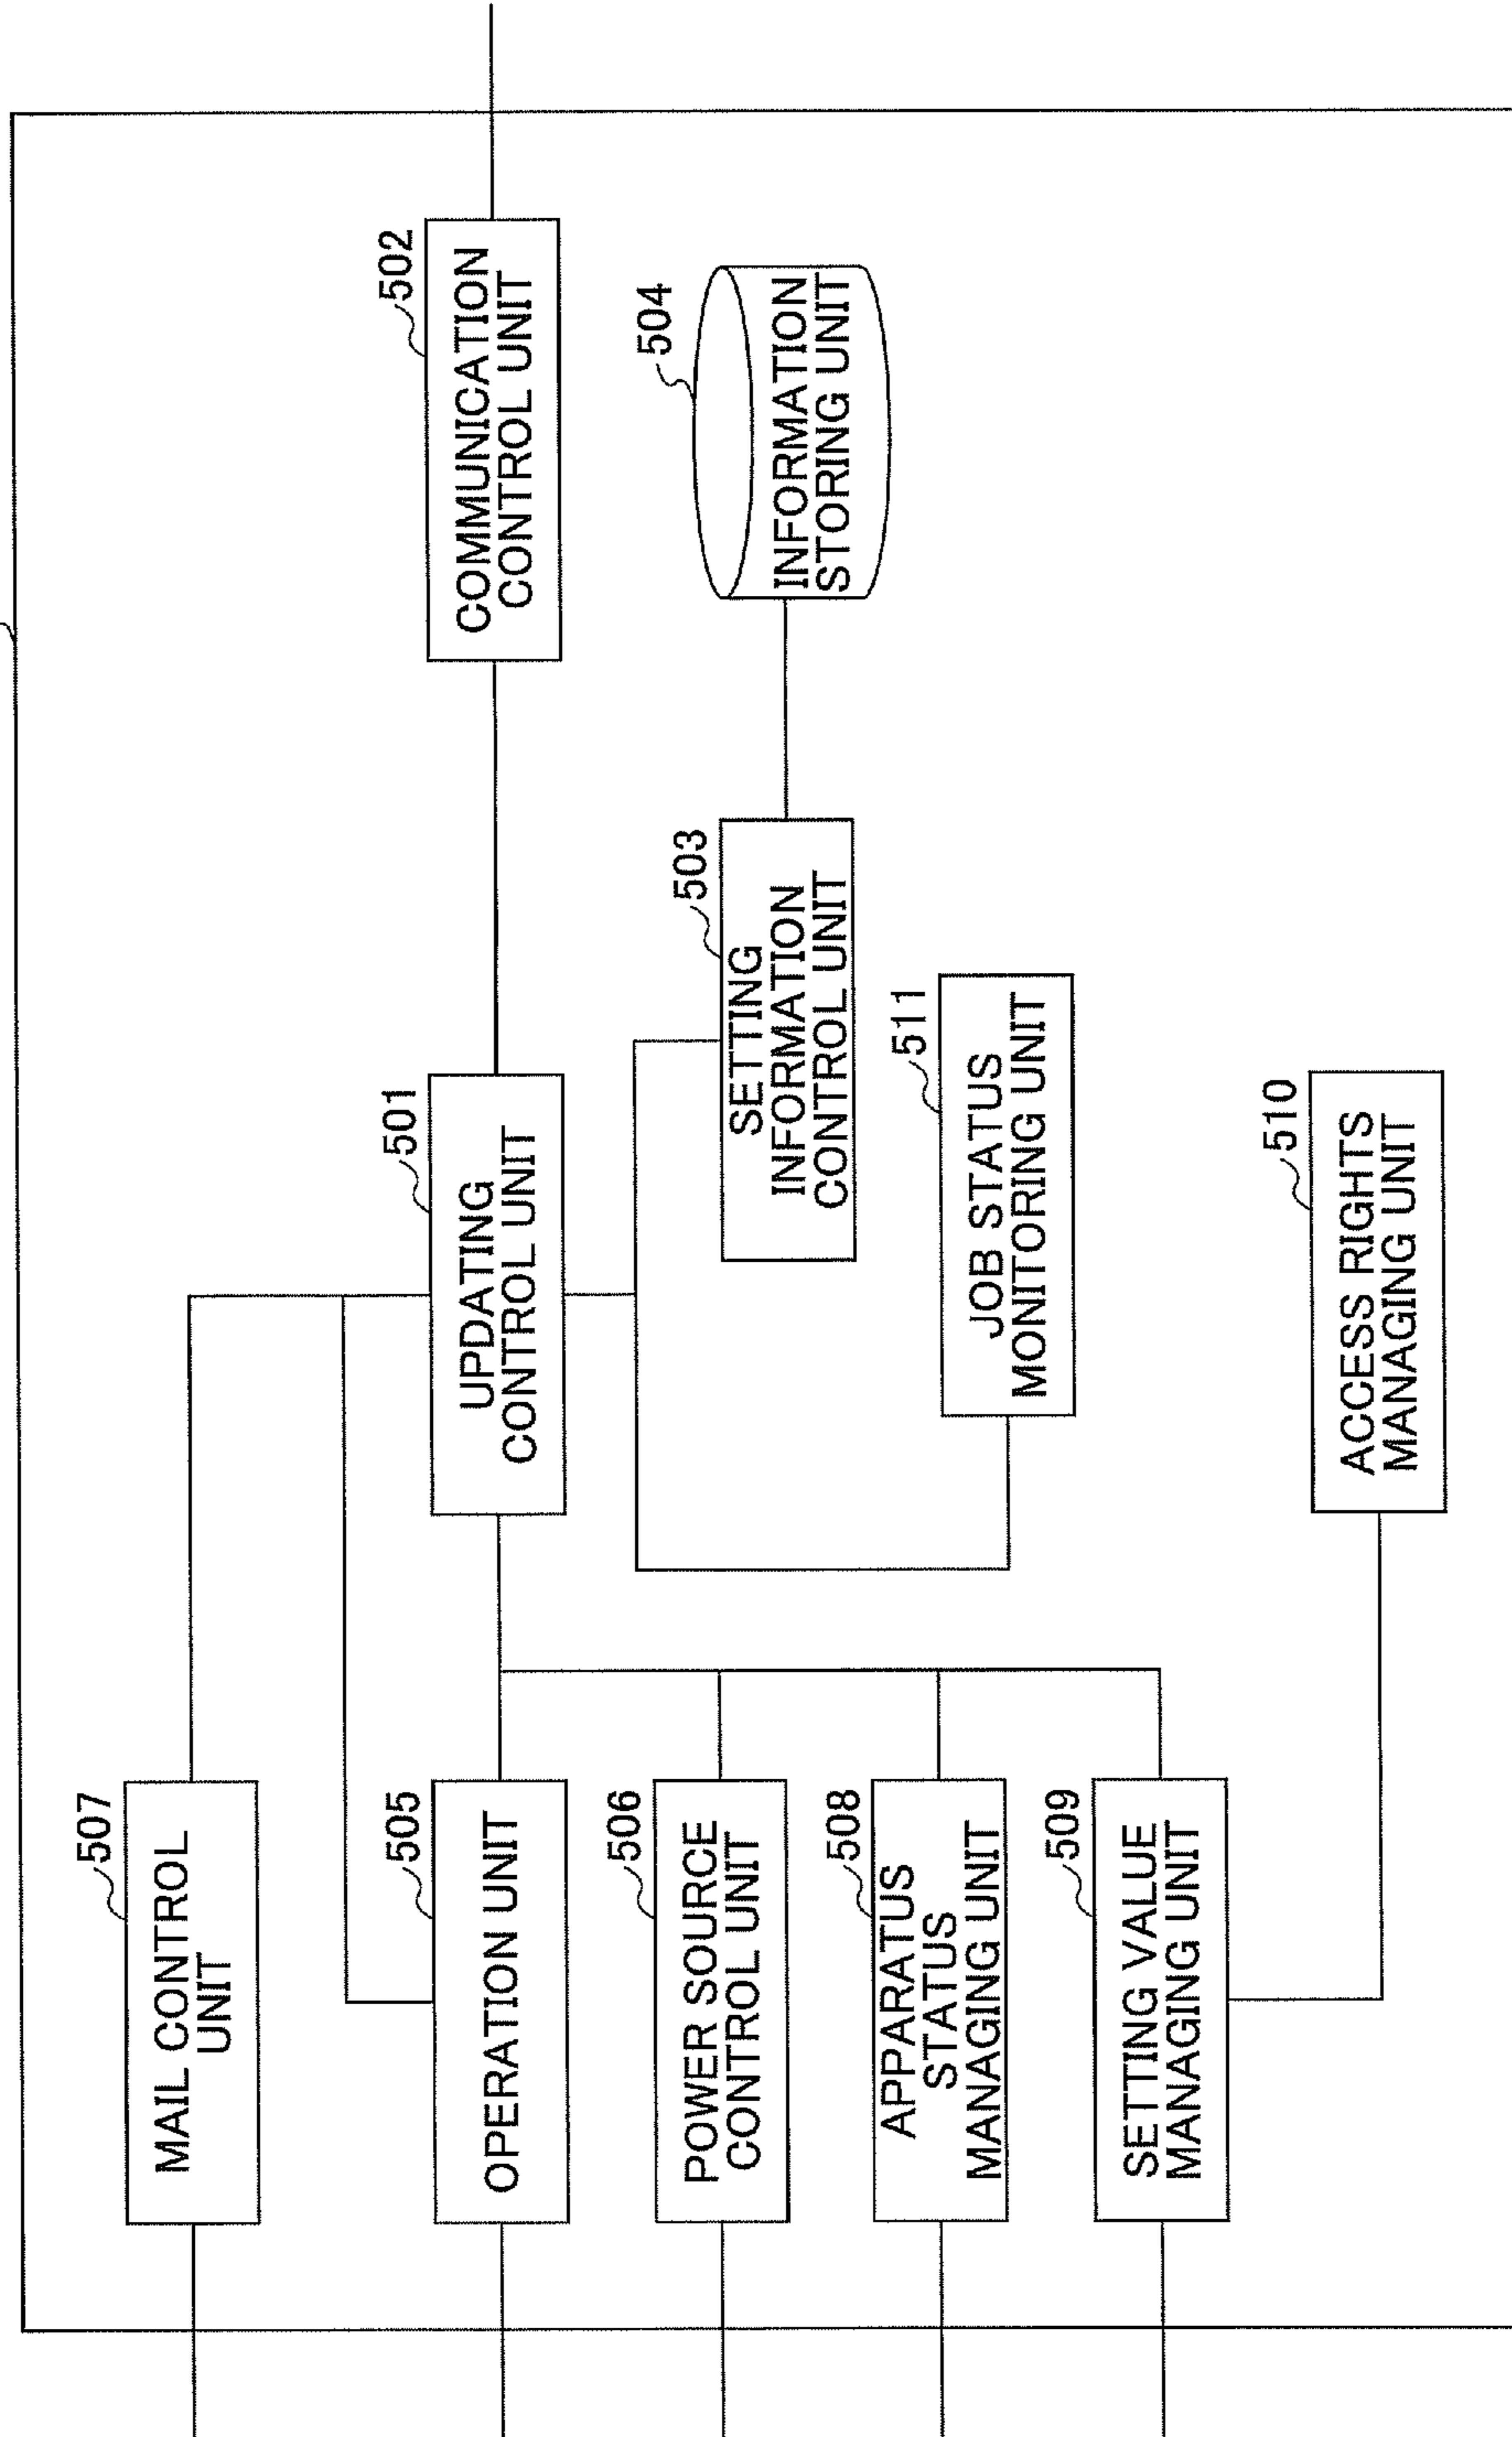 507
MAIL CONTROL
UNIT
505
OPERATION UNIT
506
POWER SOURCE
CONTROL UNIT
508
APPARATUS
STATUS
MANAGING UNIT
509
SETTING VALUE
MANAGING UNIT
501
UPDATING
CONTROL UNIT
503
SETTING
INFORMATION
CONTROL UNIT
511
JOB STATUS
MONITORING UNIT
510
ACCESS RIGHTS
MANAGING UNIT
502
COMMUNICATION
CONTROL UNIT
504
INFORMATION
STORING UNIT